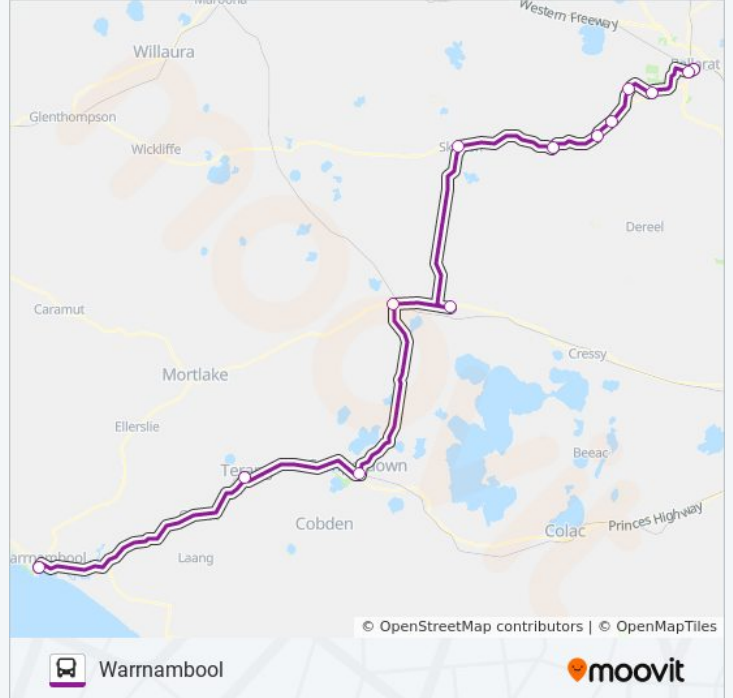 Western Freeway
Willaura
Glenthompson
Wickliffe
Dereel
Caramut
Cressy
Mortlake
Ellerslie
Beeac
Cobden
Princes Highway
Colac
Laang
© OpenStreetMap contributors | © OpenMapTiles
Warrnambool
moovit